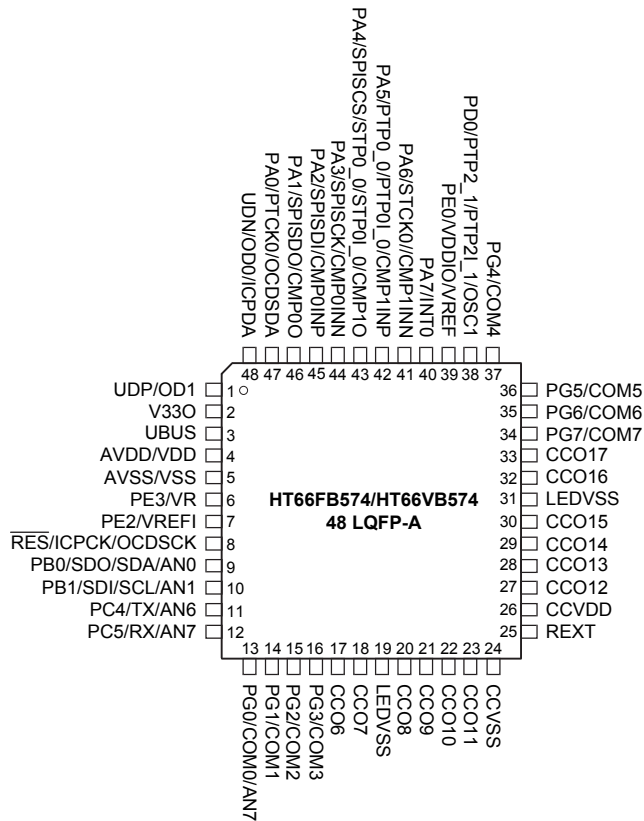 UDN/OD0/ICPDA
PA0/PTCK0/OCDSDA
PA1/SPISDO/CMP0O
PA2/SPISDI/CMP0INP
PA3/SPISCK/CMP0INN
PA4/SPISCS/STP0_0/STP0I_0/CMP1O
PA5/PTP0_0/PTP0I_0/CMP1INP
PA6/STCK0//CMP1INN
PA7/INT0
PE0/VDDIO/VREF
PD0/PTP2_1/PTP2I_1/OSC1
PG4/COM4
48 47 46 45 44 43 42 41 40 39 38 37
UDP/OD1 1
V33O 2
UBUS 3
AVDD/VDD 4
AVSS/VSS 5
PE3/VR 6
PE2/VREFI 7
RES/ICPCK/OCDSCK 8
PB0/SDO/SDA/AN0 9
PB1/SDI/SCL/AN1 10
PC4/TX/AN6 11
PC5/RX/AN7 12
HT66FB574/HT66VB574
48 LQFP-A
36 PG5/COM5
35 PG6/COM6
34 PG7/COM7
33 CCO17
32 CCO16
31 LEDVSS
30 CCO15
29 CCO14
28 CCO13
27 CCO12
26 CCVDD
25 REXT
13 14 15 16 17 18 19 20 21 22 23 24
PG0/COM0/AN7
PG1/COM1
PG2/COM2
PG3/COM3
CCO6
CCO7
LEDVSS
CCO8
CCO9
CCO10
CCO11
CCVSS